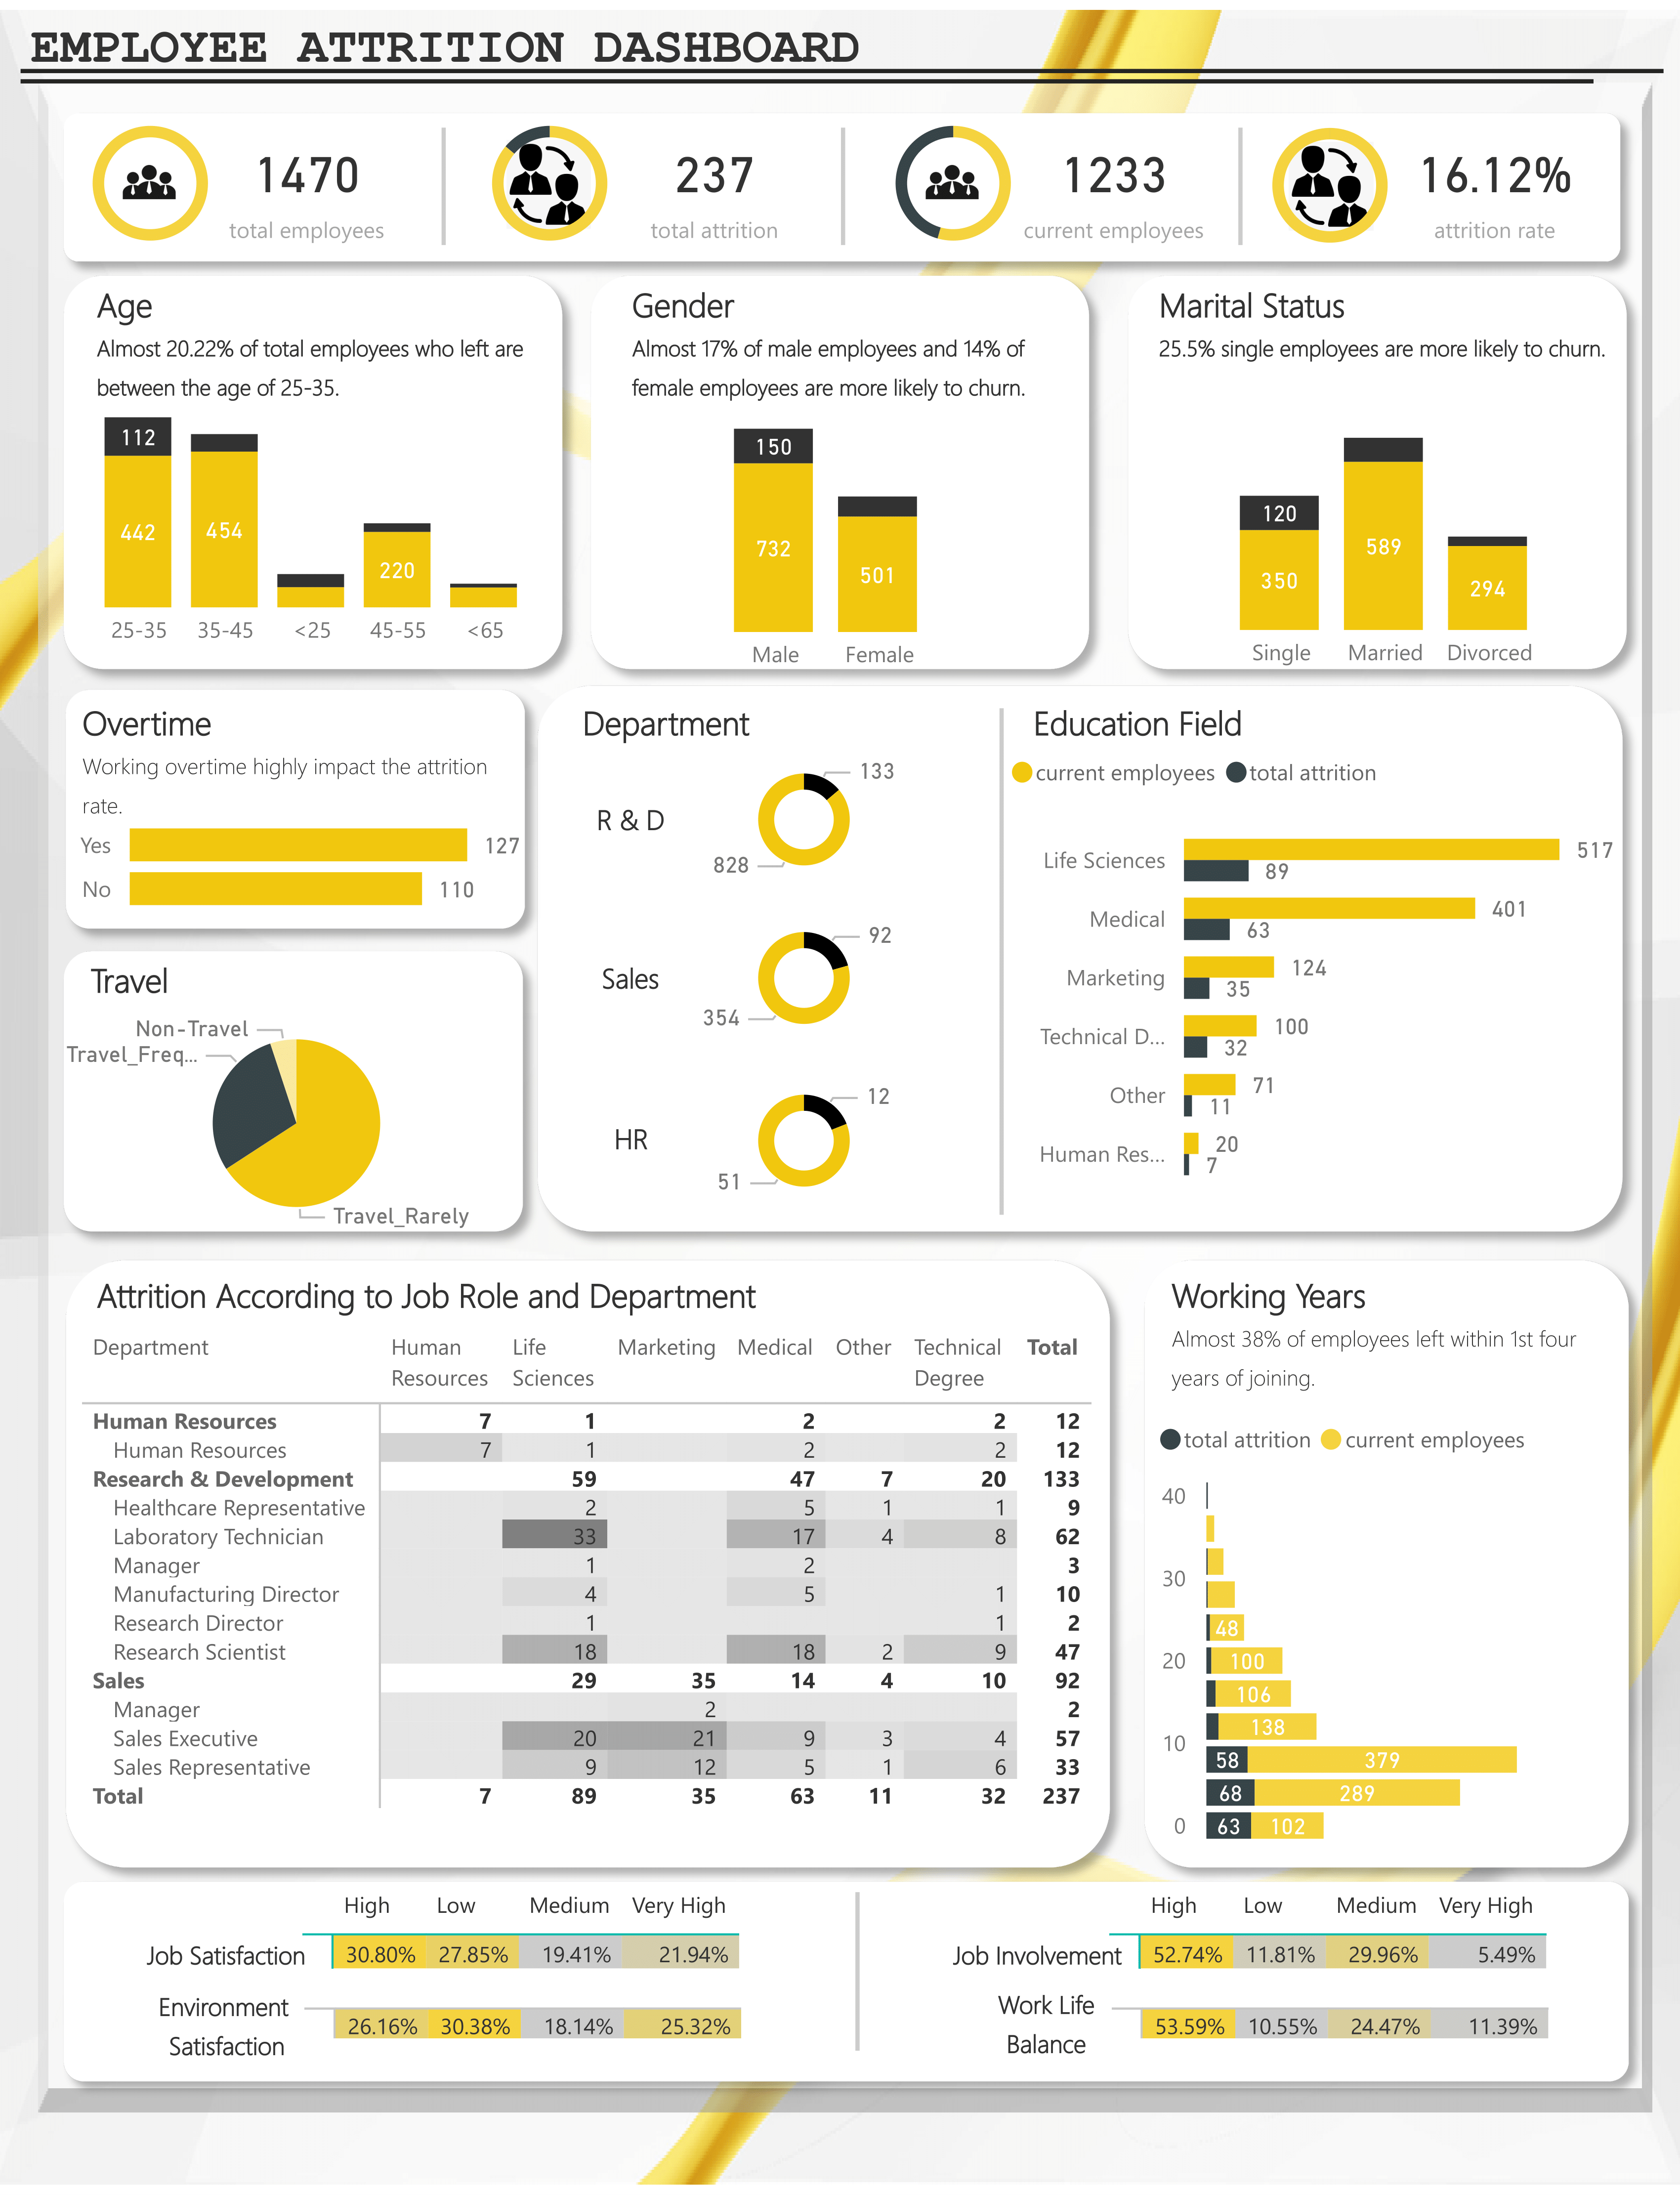 EMPLOYEE ATTRITION DASHBOARD
1470
total employees
237
total attrition
1233
current employees
16.12%
attrition rate
Age
Almost 20.22% of total employees who left are
between the age of 25-35.
112
442
454
220
25-35 35-45 <25 45-55 <65
Gender
Almost 17% of male employees and 14% of
female employees are more likely to churn.
150
732
501
Male Female
Marital Status
25.5% single employees are more likely to churn.
120
350
589
294
Single Married Divorced
Overtime
Working overtime highly impact the attrition
rate.
Yes 127
No 110
Travel
Non-Travel
Travel_Freq...
Travel_Rarely
Department
R & D
133
828
Sales
92
354
HR
12
51
Education Field
current employees total attrition
Life Sciences 517
89
Medical 401
63
Marketing 124
35
Technical D... 100
32
Other 71
11
Human Res... 20
7
Attrition According to Job Role and Department
Department Human Life Marketing Medical Other Technical Total
Resources Sciences Degree
Human Resources 7 1 2 2 12
Human Resources 7 1 2 2 12
Research & Development 59 47 7 20 133
Healthcare Representative 2 5 1 1 9
Laboratory Technician 33 17 4 8 62
Manager 1 2 3
Manufacturing Director 4 5 1 10
Research Director 1 1 2
Research Scientist 18 18 2 9 47
Sales 29 35 14 4 10 92
Manager 2 2
Sales Executive 20 21 9 3 4 57
Sales Representative 9 12 5 1 6 33
Total 7 89 35 63 11 32 237
Working Years
Almost 38% of employees left within 1st four
years of joining.
total attrition current employees
40
30
48
20 100
106
138
10
58 379
68 289
0 63 102
High Low Medium Very High
Job Satisfaction 30.80% 27.85% 19.41% 21.94%
Environment
Satisfaction
26.16% 30.38% 18.14% 25.32%
High Low Medium Very High
Job Involvement 52.74% 11.81% 29.96% 5.49%
Work Life
Balance
53.59% 10.55% 24.47% 11.39%